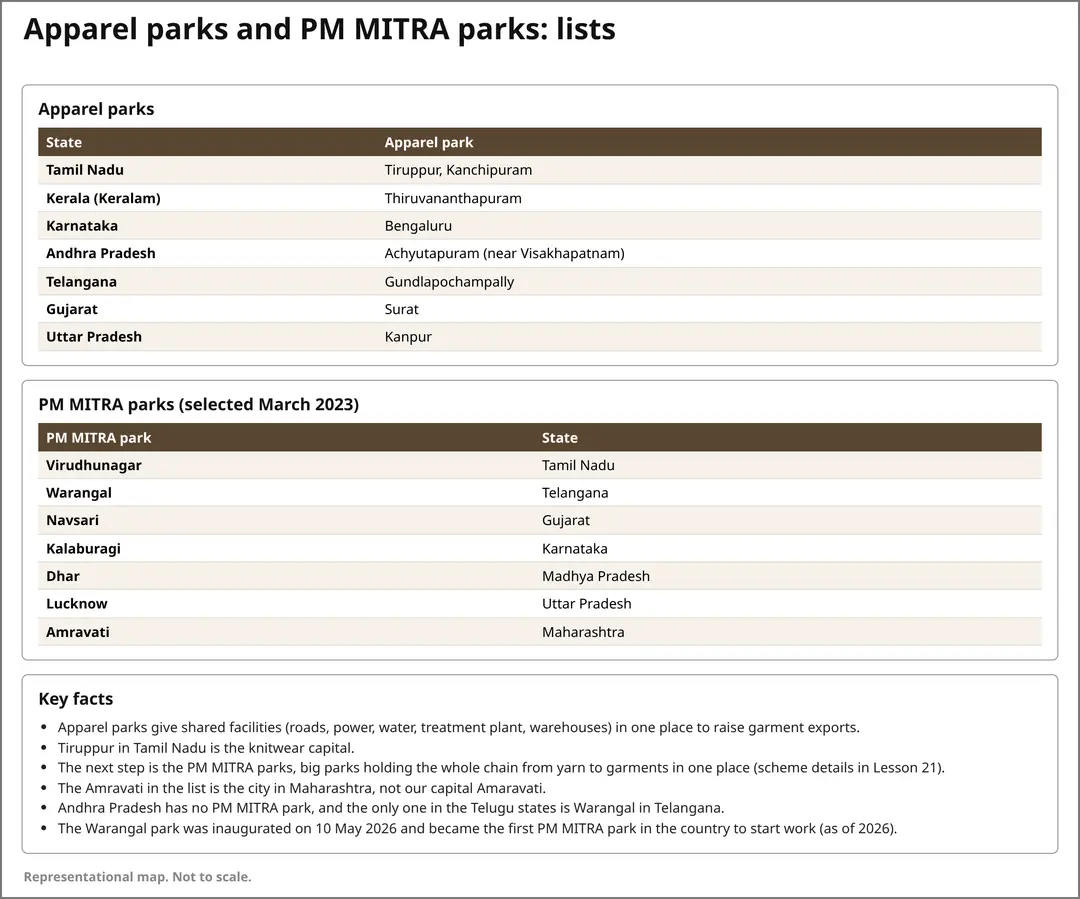 Apparel parks and PM MITRA parks: lists
Apparel parks
State Apparel park
Tamil Nadu Tiruppur, Kanchipuram
Kerala (Keralam) Thiruvananthapuram
Karnataka Bengaluru
Andhra Pradesh Achyutapuram (near Visakhapatnam)
Telangana Gundlapochampally
Gujarat Surat
Uttar Pradesh Kanpur
PM MITRA parks (selected March 2023)
PM MITRA park State
Virudhunagar Tamil Nadu
Warangal Telangana
Navsari Gujarat
Kalaburagi Karnataka
Dhar Madhya Pradesh
Lucknow Uttar Pradesh
Amravati Maharashtra
Key facts
• Apparel parks give shared facilities (roads, power, water, treatment plant, warehouses) in one place to raise garment exports.
• Tiruppur in Tamil Nadu is the knitwear capital.
• The next step is the PM MITRA parks, big parks holding the whole chain from yarn to garments in one place (scheme details in Lesson 21).
• The Amravati in the list is the city in Maharashtra, not our capital Amaravati.
• Andhra Pradesh has no PM MITRA park, and the only one in the Telugu states is Warangal in Telangana.
• The Warangal park was inaugurated on 10 May 2026 and became the first PM MITRA park in the country to start work (as of 2026).
Representational map. Not to scale.